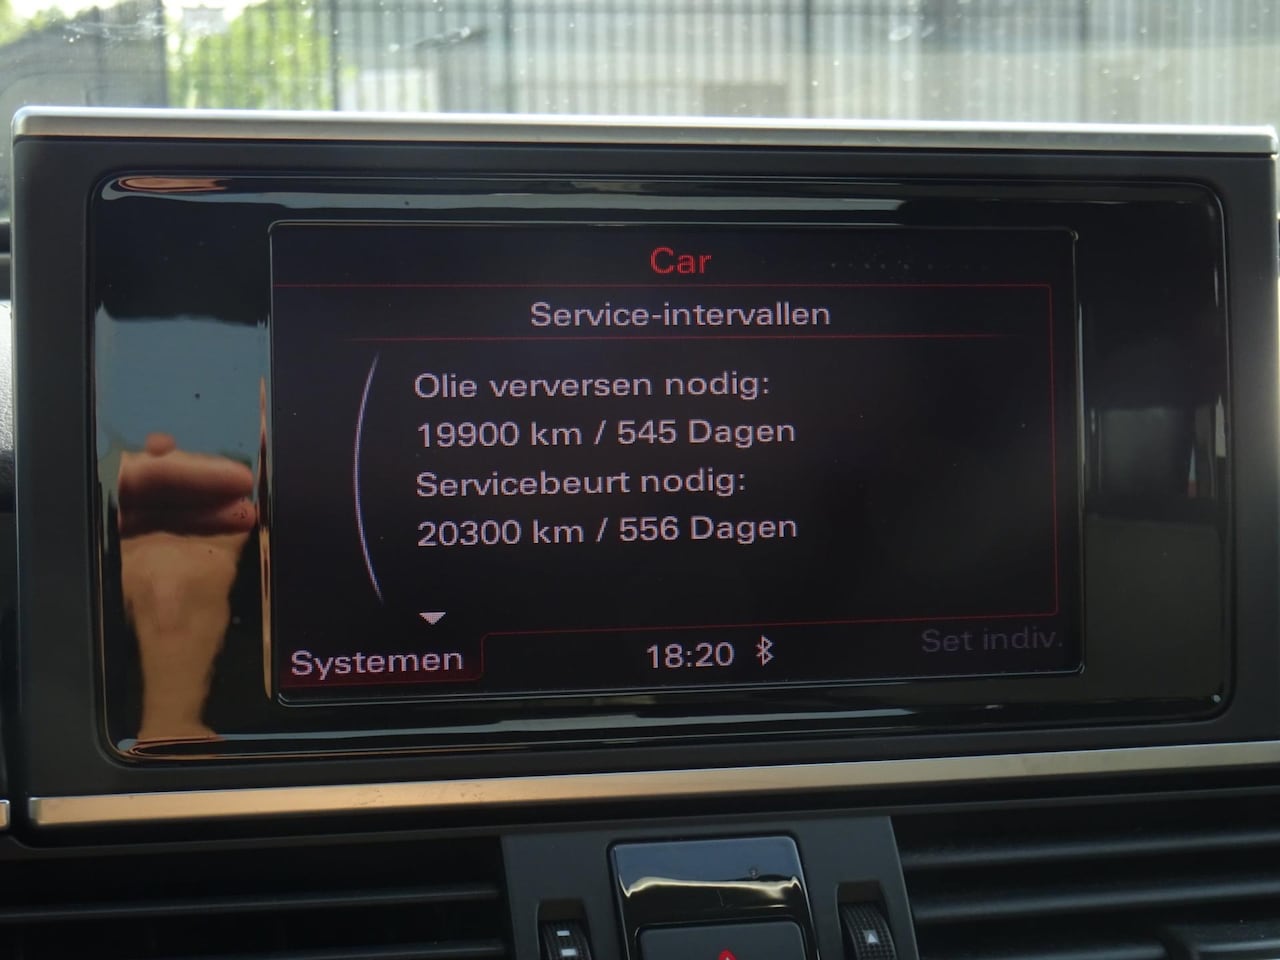 Car
Service-intervallen
Olie verversen nodig:
19900 km / 545 Dagen
Servicebeurt nodig:
20300 km / 556 Dagen
Systemen
18:20
Set indiv.